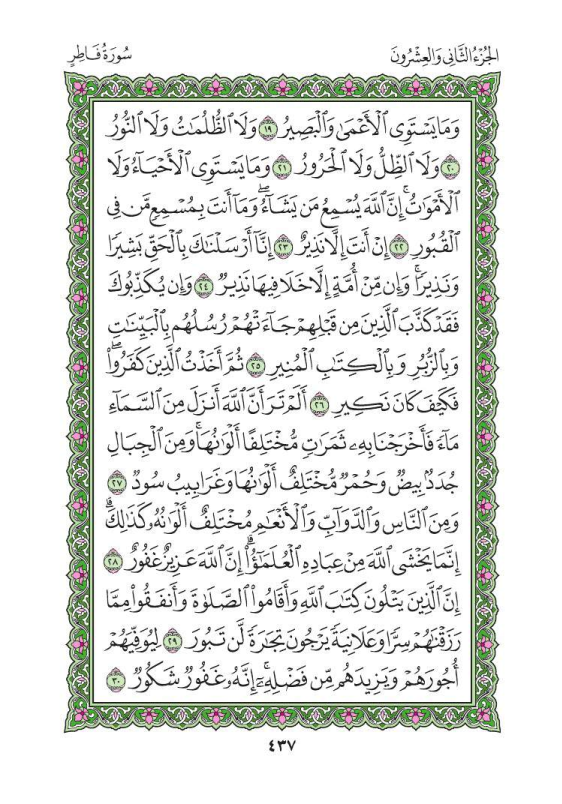 الجُزْءُ الثَّانِي وَالعِشْرُونَ
سُورَةُ فَاطِرٍ
وَمَا يَسْتَوِي ٱلْأَعْمَىٰ وَٱلْبَصِيرُ ١٩ وَلَا ٱلظُّلُمَٰتُ وَلَا ٱلنُّورُ
٢٠ وَلَا ٱلظِّلُّ وَلَا ٱلْحَرُورُ ٢١ وَمَا يَسْتَوِي ٱلْأَحْيَآءُ وَلَا
ٱلْأَمْوَٰتُۚ إِنَّ ٱللَّهَ يُسْمِعُ مَن يَشَآءُۖ وَمَآ أَنتَ بِمُسْمِعٍ مَّن فِي
ٱلْقُبُورِ ٢٢ إِنْ أَنتَ إِلَّا نَذِيرٌ ٢٣ إِنَّآ أَرْسَلْنَٰكَ بِٱلْحَقِّ بَشِيرًا
وَنَذِيرًاۚ وَإِن مِّنْ أُمَّةٍ إِلَّا خَلَا فِيهَا نَذِيرٌ ٢٤ وَإِن يُكَذِّبُوكَ
فَقَدْ كَذَّبَ ٱلَّذِينَ مِن قَبْلِهِمْ جَآءَتْهُمْ رُسُلُهُم بِٱلْبَيِّنَٰتِ
وَبِٱلزُّبُرِ وَبِٱلْكِتَٰبِ ٱلْمُنِيرِ ٢٥ ثُمَّ أَخَذْتُ ٱلَّذِينَ كَفَرُوا۟ۖ
فَكَيْفَ كَانَ نَكِيرِ ٢٦ أَلَمْ تَرَ أَنَّ ٱللَّهَ أَنزَلَ مِنَ ٱلسَّمَآءِ
مَآءً فَأَخْرَجْنَا بِهِۦ ثَمَرَٰتٍ مُّخْتَلِفًا أَلْوَٰنُهَاۚ وَمِنَ ٱلْجِبَالِ
جُدَدٌۢ بِيضٌ وَحُمْرٌ مُّخْتَلِفٌ أَلْوَٰنُهَا وَغَرَابِيبُ سُودٌ ٢٧
وَمِنَ ٱلنَّاسِ وَٱلدَّوَآبِّ وَٱلْأَنْعَٰمِ مُخْتَلِفٌ أَلْوَٰنُهُۥ كَذَٰلِكَۗ
إِنَّمَا يَخْشَى ٱللَّهَ مِنْ عِبَادِهِ ٱلْعُلَمَٰٓؤُا۟ۗ إِنَّ ٱللَّهَ عَزِيزٌ غَفُورٌ ٢٨
إِنَّ ٱلَّذِينَ يَتْلُونَ كِتَٰبَ ٱللَّهِ وَأَقَامُوا۟ ٱلصَّلَوٰةَ وَأَنفَقُوا۟ مِمَّا
رَزَقْنَٰهُمْ سِرًّا وَعَلَانِيَةً يَرْجُونَ تِجَٰرَةً لَّن تَبُورَ ٢٩ لِيُوَفِّيَهُمْ
أُجُورَهُمْ وَيَزِيدَهُم مِّن فَضْلِهِۦٓۚ إِنَّهُۥ غَفُورٌ شَكُورٌ ٣٠
٤٣٧